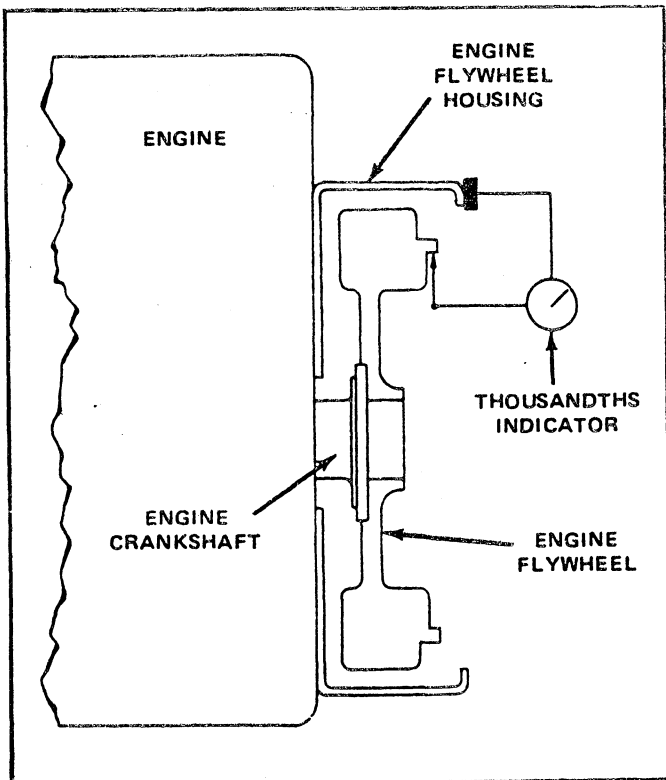 ENGINE
FLYWHEEL
HOUSING
ENGINE
THOUSANDTHS
INDICATOR
ENGINE
CRANKSHAFT
ENGINE
FLYWHEEL